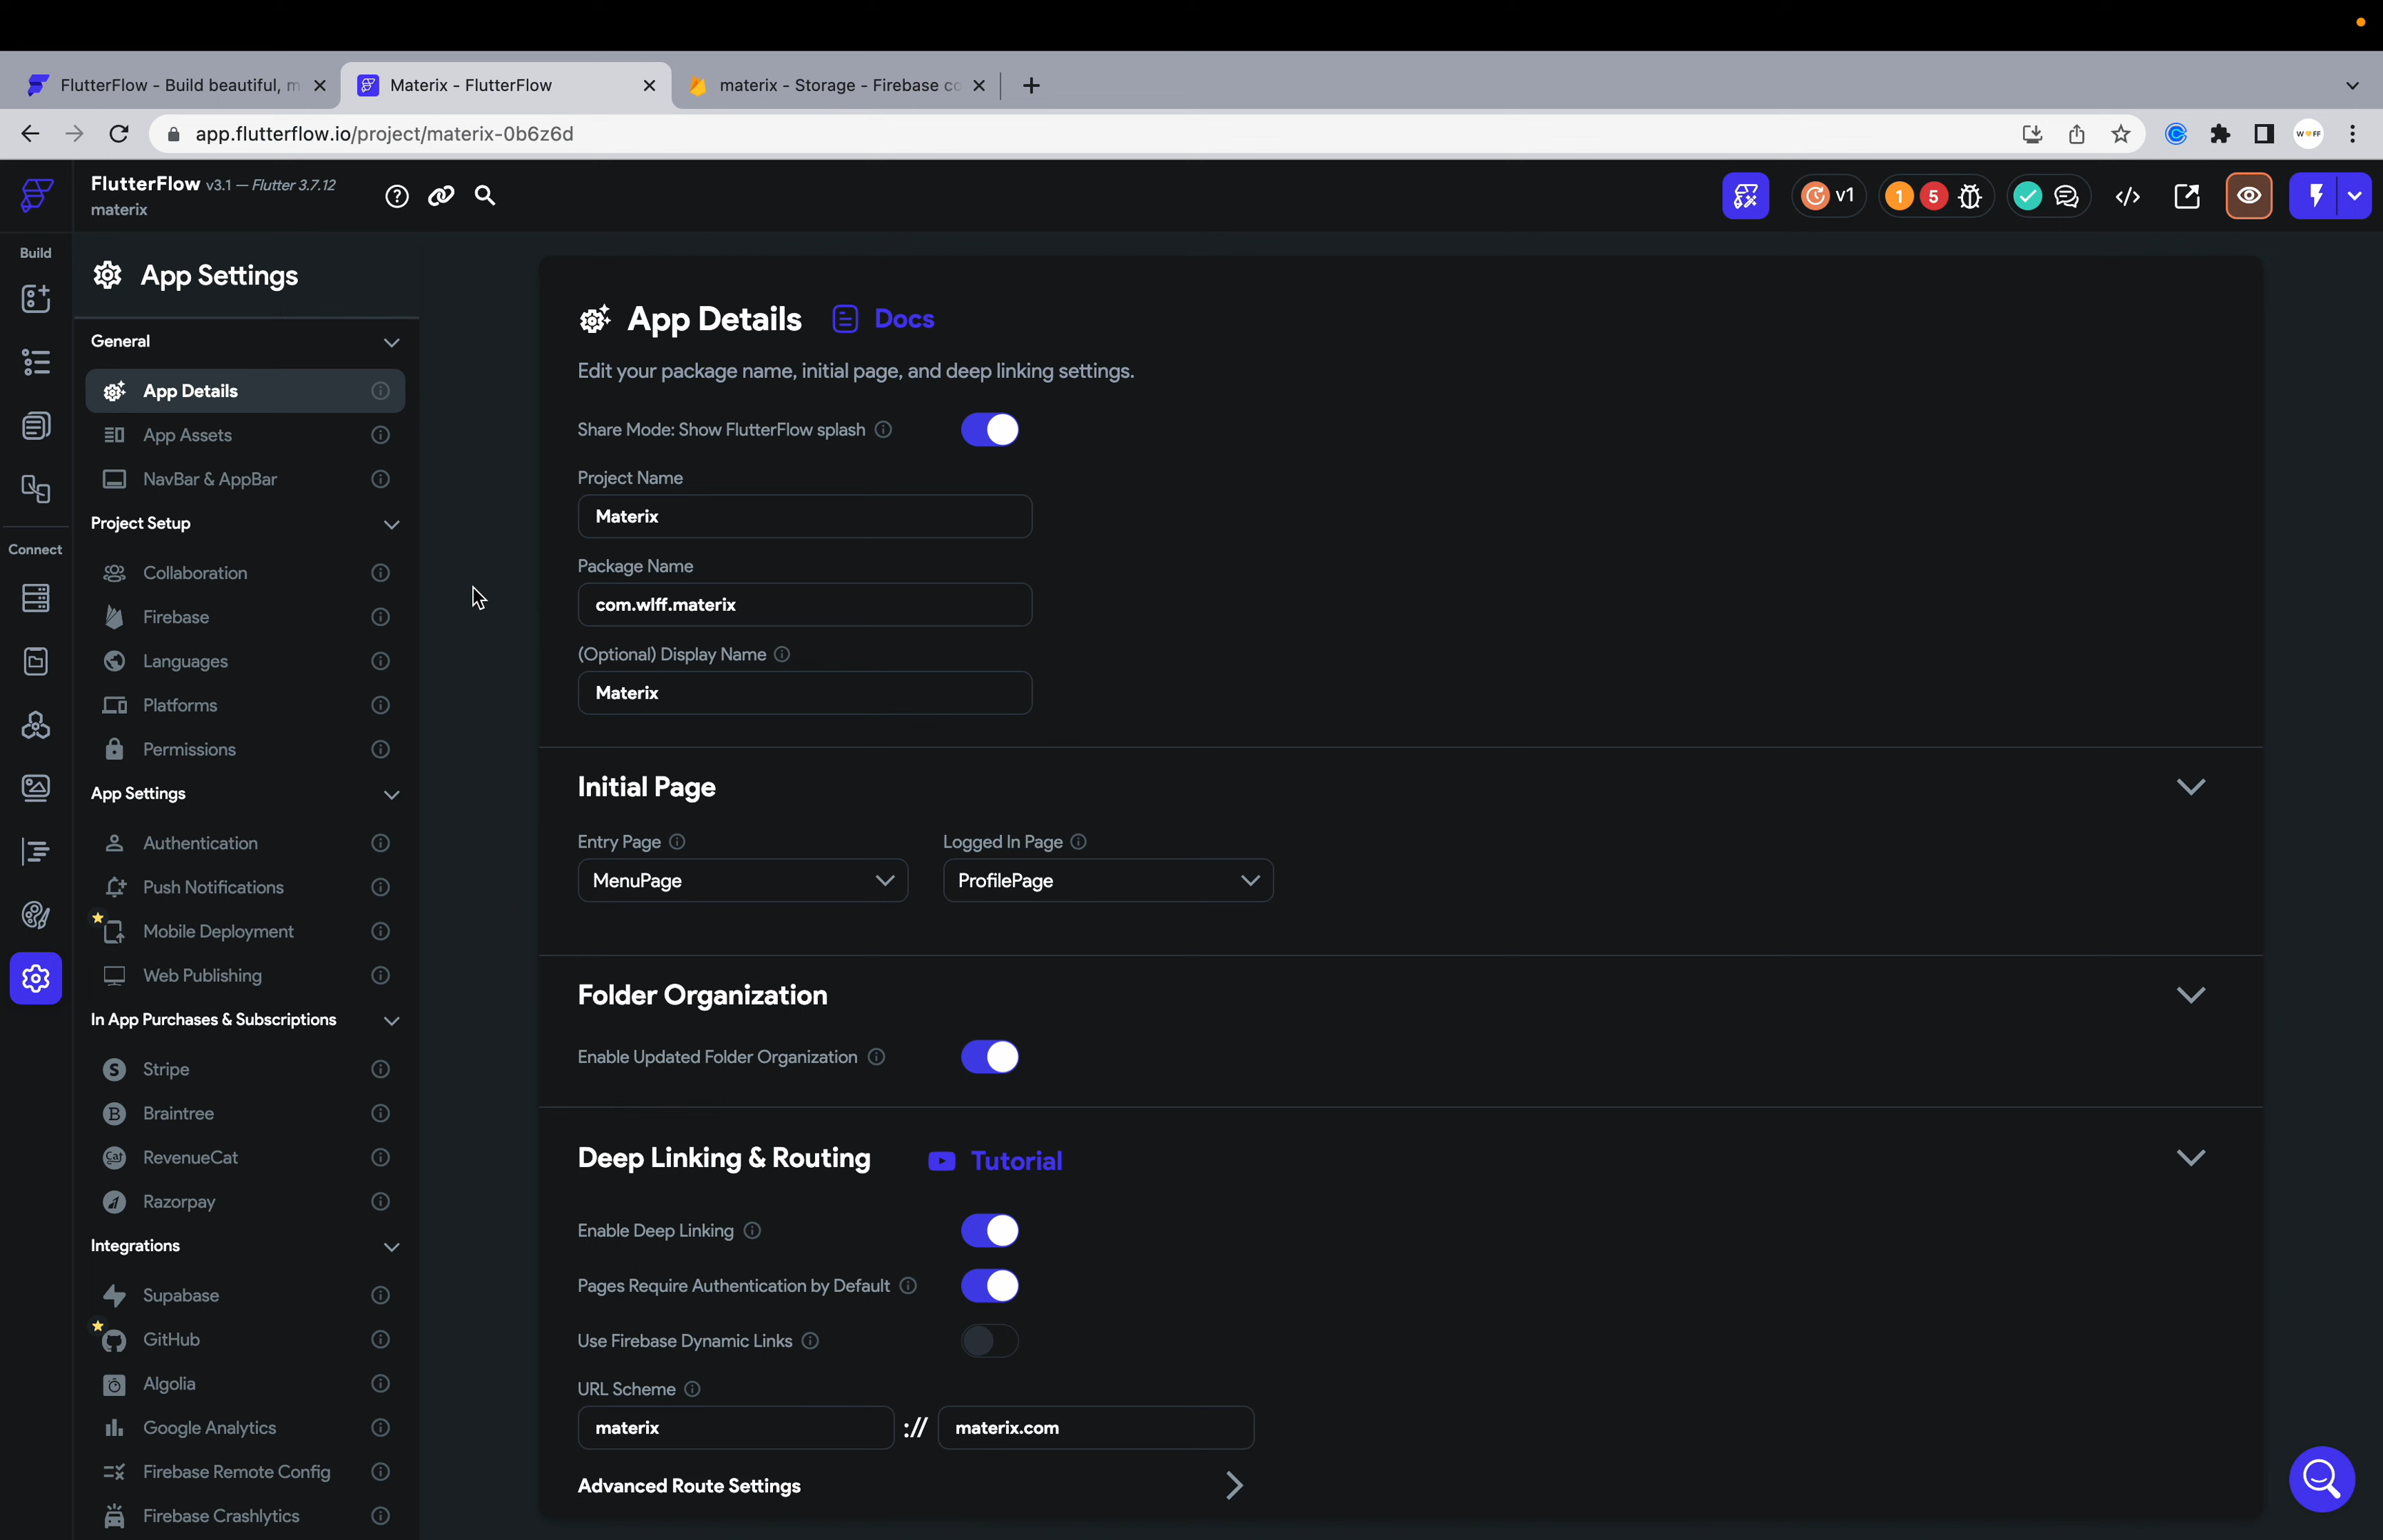 FlutterFlow - Build beautiful, m
Materix - FlutterFlow
materix - Storage - Firebase co
app.flutterflow.io/project/materix-0b6z6d
W FF
FlutterFlow v3.1 — Flutter 3.7.12
materix
v1
1 5
Build
Connect
App Settings
General
App Details
App Assets
NavBar & AppBar
Project Setup
Collaboration
Firebase
Languages
Platforms
Permissions
App Settings
Authentication
Push Notifications
Mobile Deployment
Web Publishing
In App Purchases & Subscriptions
Stripe
Braintree
RevenueCat
Razorpay
Integrations
Supabase
GitHub
Algolia
Google Analytics
Firebase Remote Config
Firebase Crashlytics
App Details Docs
Edit your package name, initial page, and deep linking settings.
Share Mode: Show FlutterFlow splash
Project Name
Materix
Package Name
com.wlff.materix
(Optional) Display Name
Materix
Initial Page
Entry Page Logged In Page
MenuPage ProfilePage
Folder Organization
Enable Updated Folder Organization
Deep Linking & Routing Tutorial
Enable Deep Linking
Pages Require Authentication by Default
Use Firebase Dynamic Links
URL Scheme
materix :// materix.com
Advanced Route Settings